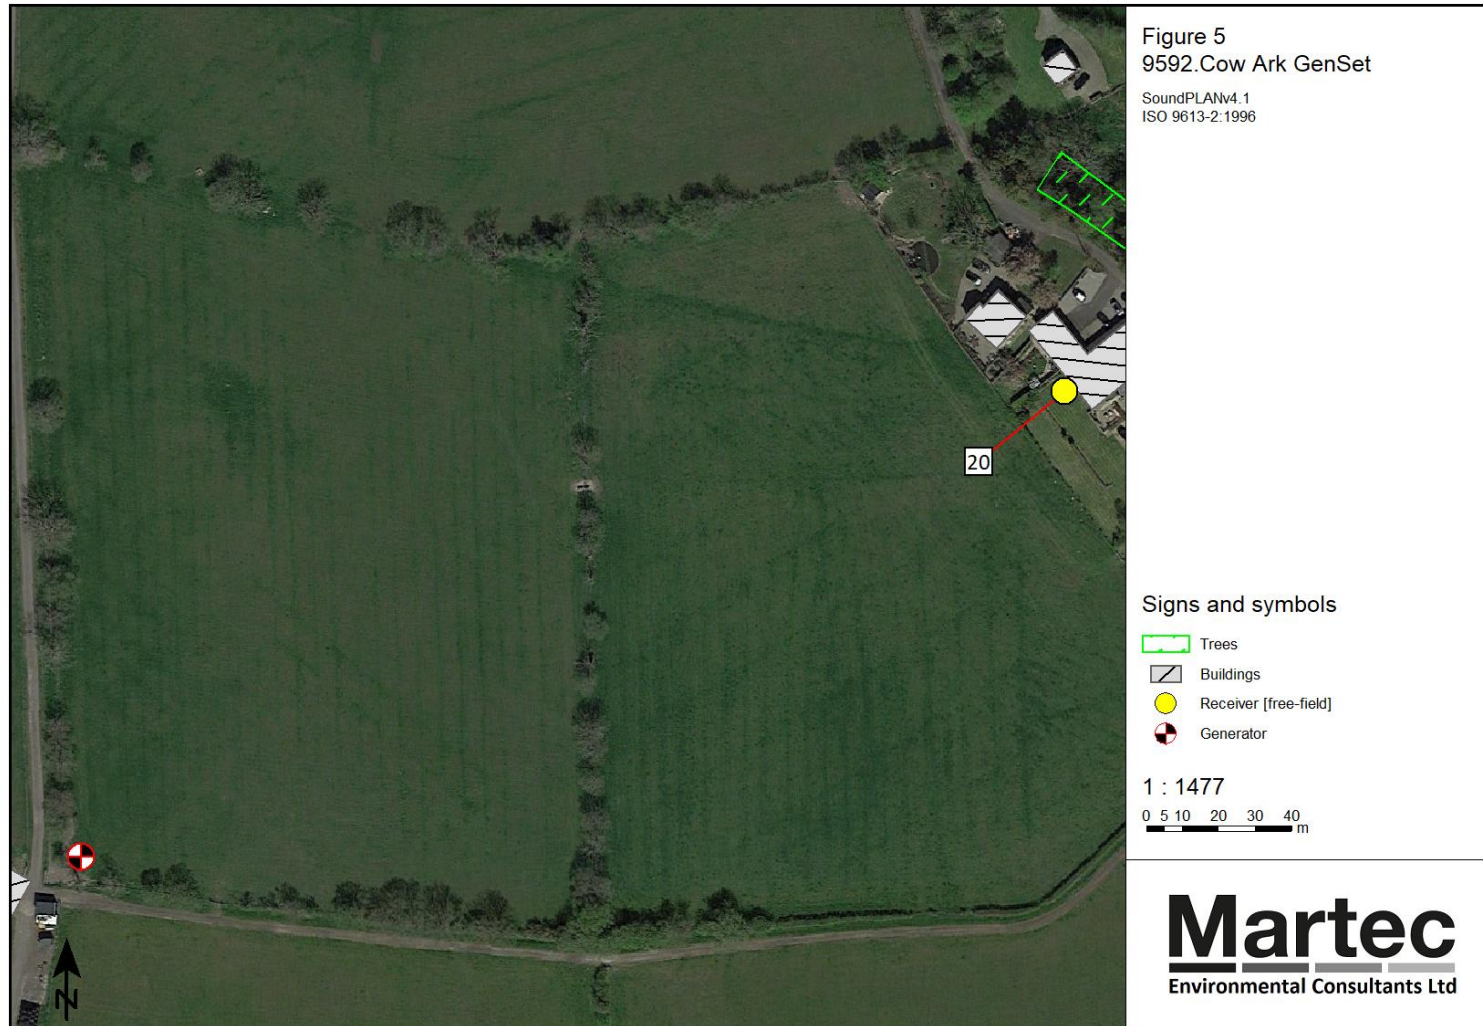 Figure 5
9592.Cow Ark GenSet
SoundPLANv4.1
ISO 9613-2:1996
20
Signs and symbols
Trees
Buildings
Receiver [free-field]
Generator
1 : 1477
0 5 10 20 30 40
m
N
Martec
Environmental Consultants Ltd